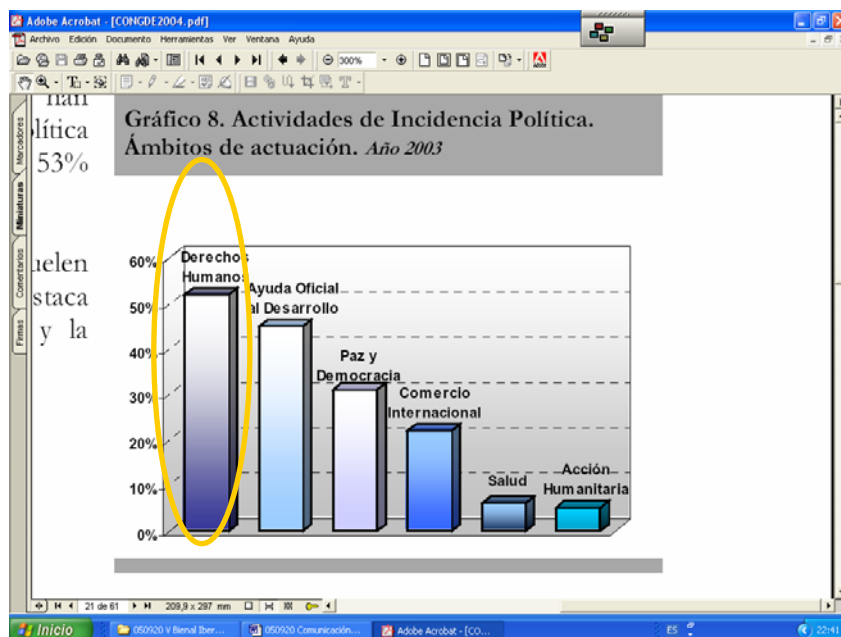 Adobe Acrobat - [CONGDE2004.pdf]
Archivo Edición Documento Herramientas Ver Ventana Ayuda
300%
Marcadores
Miniaturas
Comentarios
Firmas
lítica
53%
uelen
staca
y la
Gráfico 8. Actividades de Incidencia Política.
Ámbitos de actuación. Año 2003
60%
50%
40%
30%
20%
10%
0%
Derechos
Humanos
Ayuda Oficial
al Desarrollo
Paz y
Democracia
Comercio
Internacional
Salud
Acción
Humanitaria
21 de 61
209,9 x 297 mm
Inicio
050920 V Bienal Iber...
050920 Comunicación...
Adobe Acrobat - [CO...
ES
22:41